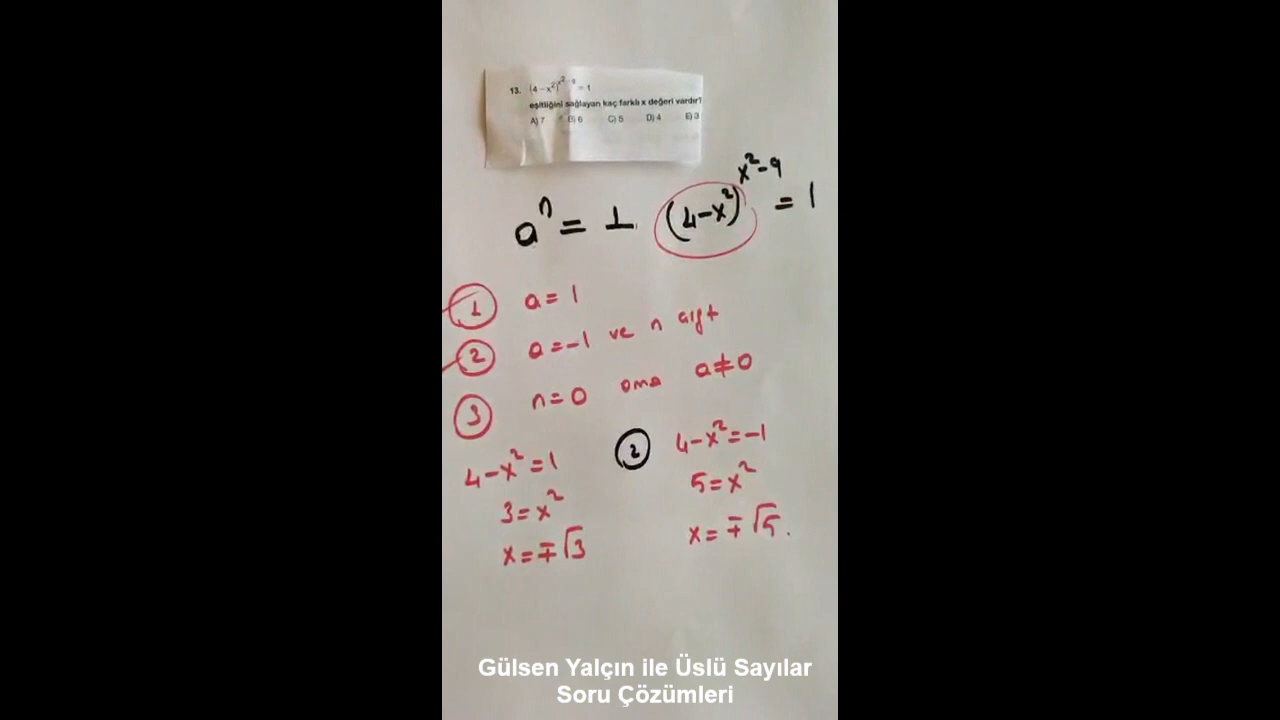 13. (4-x²)^x²-9 = 1
eşitliğini sağlayan kaç farklı x değeri vardır?
A) 7 B) 6 C) 5 D) 4 E) 3
aⁿ = 1 (4-x²)^x²-9 = 1
1 a = 1
2 a = -1 ve n çift
3 n = 0 ama a ≠ 0
4-x² = 1
3 = x²
x = ∓√3
2 4-x² = -1
5 = x²
x = ∓√5.
Gülsen Yalçın ile Üslü Sayılar
Soru Çözümleri